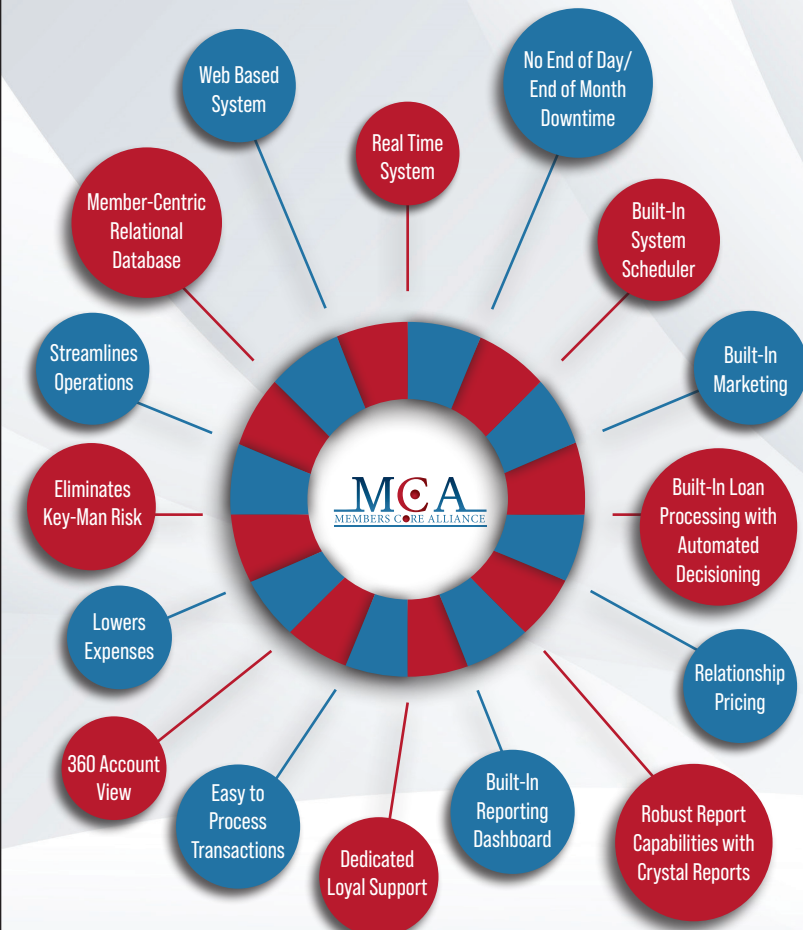 No End of Day/
End of Month
Downtime
Web Based
System
Real Time
System
Member-Centric
Relational
Database
Built-In
System
Scheduler
Streamlines
Operations
Built-In
Marketing
Eliminates
Key-Man Risk
MCA
MEMBERS CORE ALLIANCE
Built-In Loan
Processing with
Automated
Decisioning
Lowers
Expenses
Relationship
Pricing
360 Account
View
Easy to
Process
Transactions
Built-In
Reporting
Dashboard
Dedicated
Loyal Support
Robust Report
Capabilities with
Crystal Reports